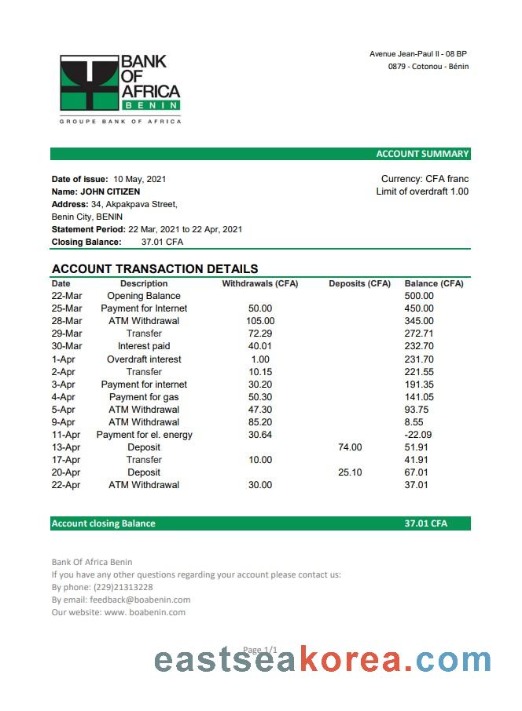 Avenue Jean-Paul II - 08 BP
0879 - Cotonou - Bénin
BANK
OF
AFRICA
BENIN
GROUPE BANK OF AFRICA
ACCOUNT SUMMARY
Date of issue: 10 May, 2021
Name: JOHN CITIZEN
Address: 34, Akpakpava Street,
Benin City, BENIN
Statement Period: 22 Mar, 2021 to 22 Apr, 2021
Closing Balance: 37.01 CFA
Currency: CFA franc
Limit of overdraft 1.00
ACCOUNT TRANSACTION DETAILS
Date Description Withdrawals (CFA) Deposits (CFA) Balance (CFA)
22-Mar Opening Balance 500.00
25-Mar Payment for Internet 50.00 450.00
28-Mar ATM Withdrawal 105.00 345.00
29-Mar Transfer 72.29 272.71
30-Mar Interest paid 40.01 232.70
1-Apr Overdraft interest 1.00 231.70
2-Apr Transfer 10.15 221.55
3-Apr Payment for internet 30.20 191.35
4-Apr Payment for gas 50.30 141.05
5-Apr ATM Withdrawal 47.30 93.75
9-Apr ATM Withdrawal 85.20 8.55
11-Apr Payment for el. energy 30.64 -22.09
13-Apr Deposit 74.00 51.91
17-Apr Transfer 10.00 41.91
20-Apr Deposit 25.10 67.01
22-Apr ATM Withdrawal 30.00 37.01
Account closing Balance 37.01 CFA
Bank Of Africa Benin
If you have any other questions regarding your account please contact us:
By phone: (229)21313228
By email: feedback@boabenin.com
Our website: www. boabenin.com
Page 1/1
eastseakorea.com